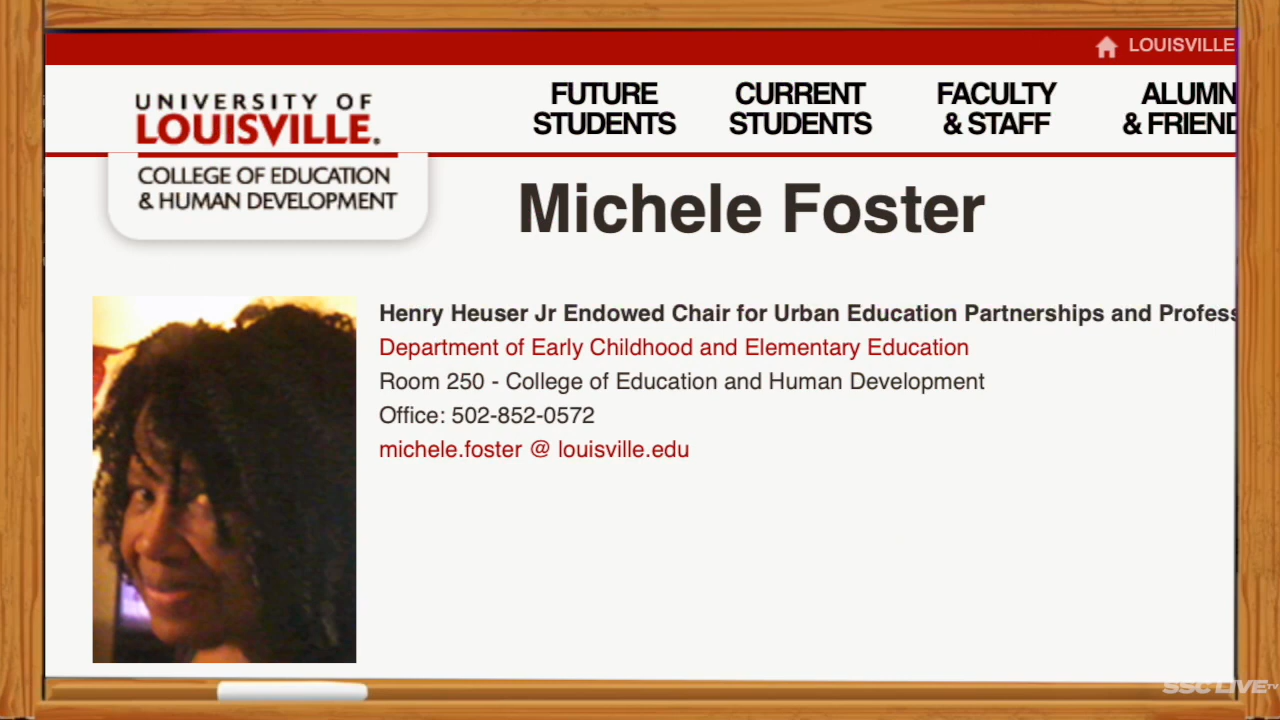 LOUISVILLE
UNIVERSITY OF
LOUISVILLE.
COLLEGE OF EDUCATION
& HUMAN DEVELOPMENT
FUTURE
STUDENTS
CURRENT
STUDENTS
FACULTY
& STAFF
ALUMN
& FRIEND
Michele Foster
Henry Heuser Jr Endowed Chair for Urban Education Partnerships and Profess
Department of Early Childhood and Elementary Education
Room 250 - College of Education and Human Development
Office: 502-852-0572
michele.foster @ louisville.edu
SSC LIVE TV